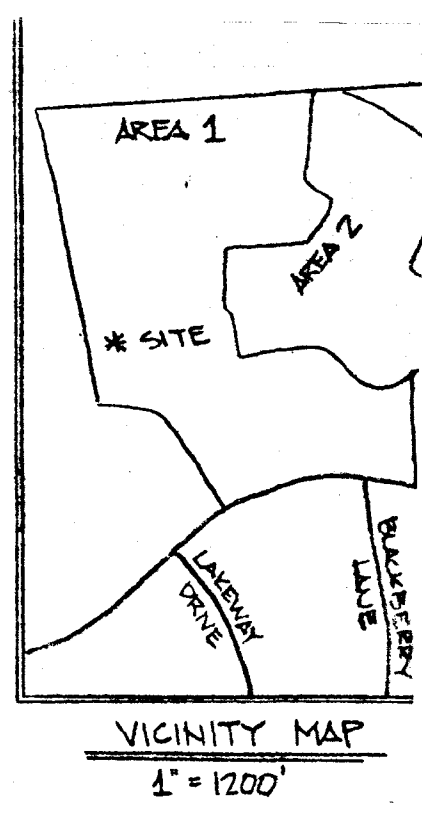 AREA 1
AREA 2
* SITE
LAKEWAY
DRIVE
BLACKBERRY
LANE
VICINITY MAP
1" = 1200'